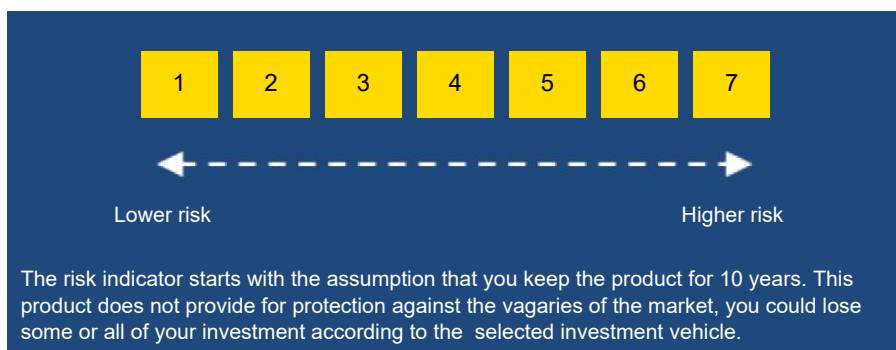 1 2 3 4 5 6 7
Lower risk Higher risk
The risk indicator starts with the assumption that you keep the product for 10 years. This
product does not provide for protection against the vagaries of the market, you could lose
some or all of your investment according to the  selected investment vehicle.